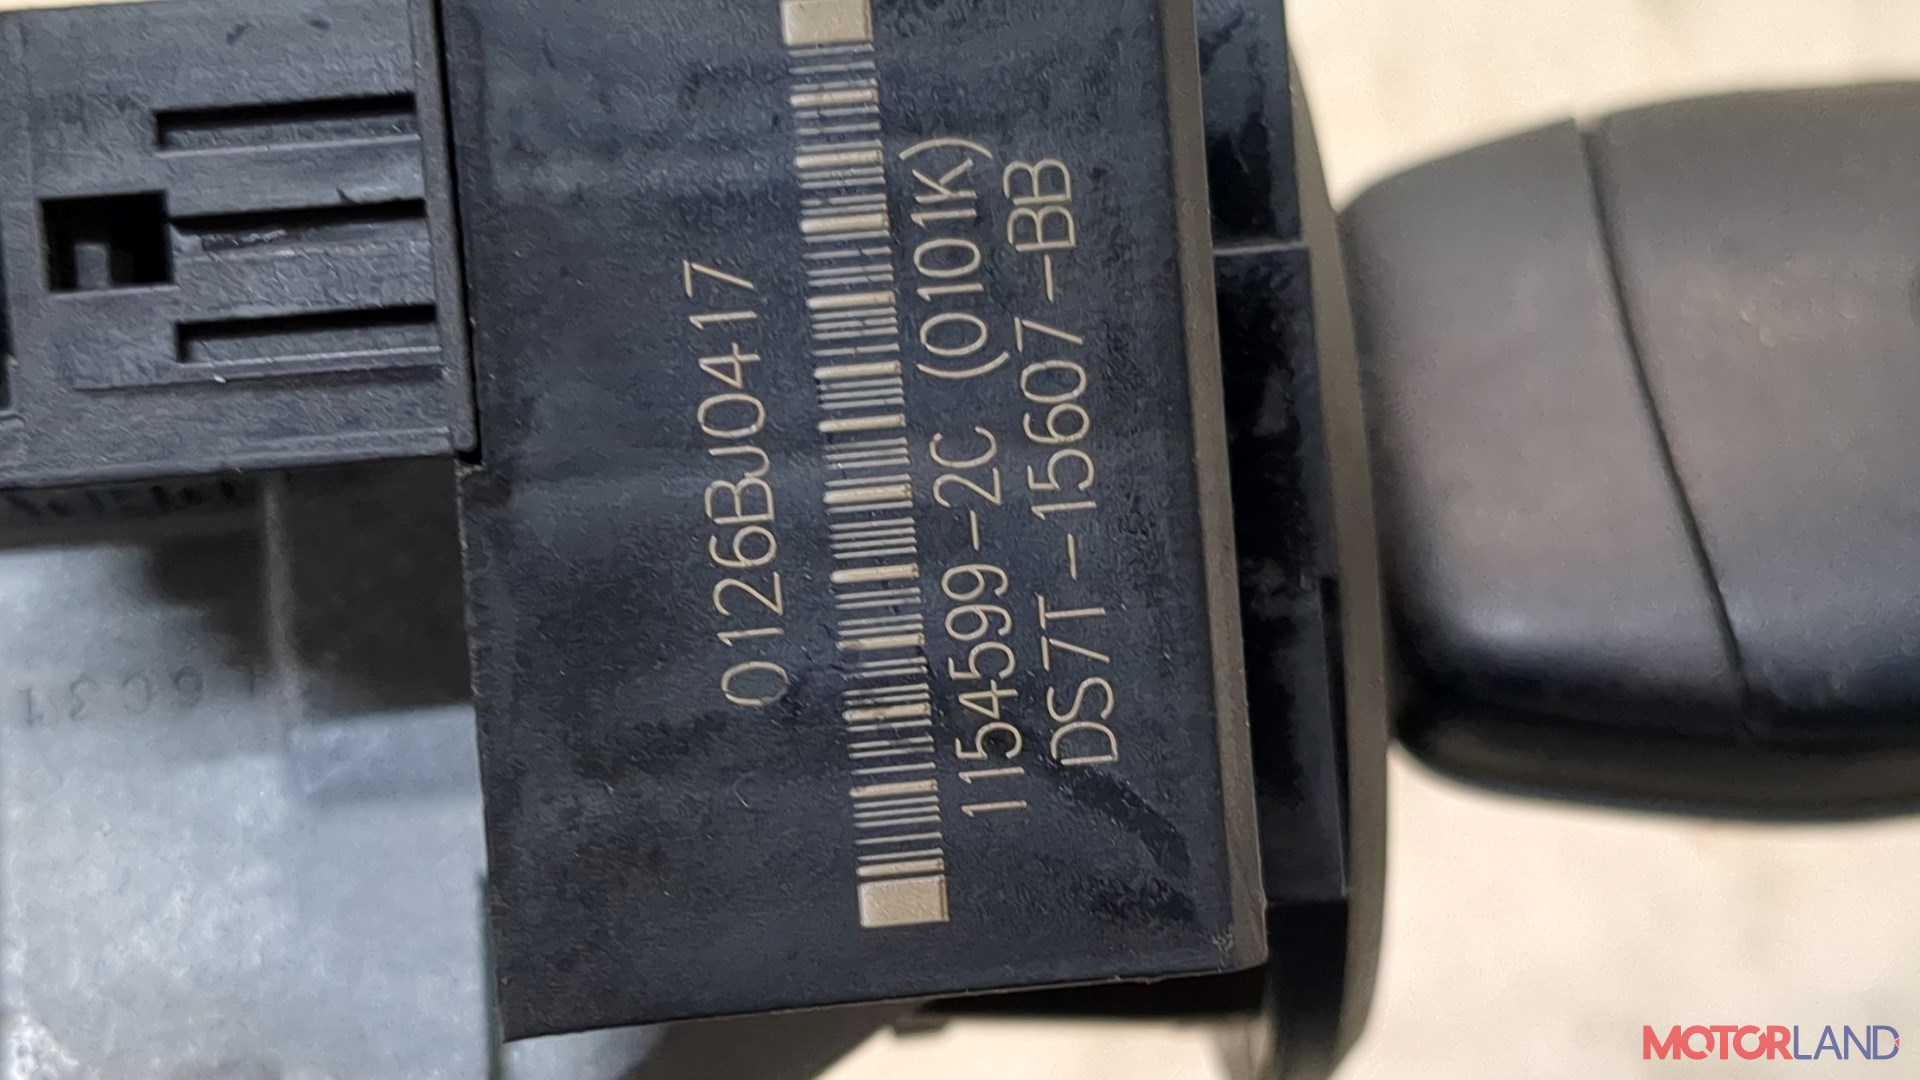 0126BJ0417
1154599-2C (0101K)
DS7T-15607-BB
MOTORLAND